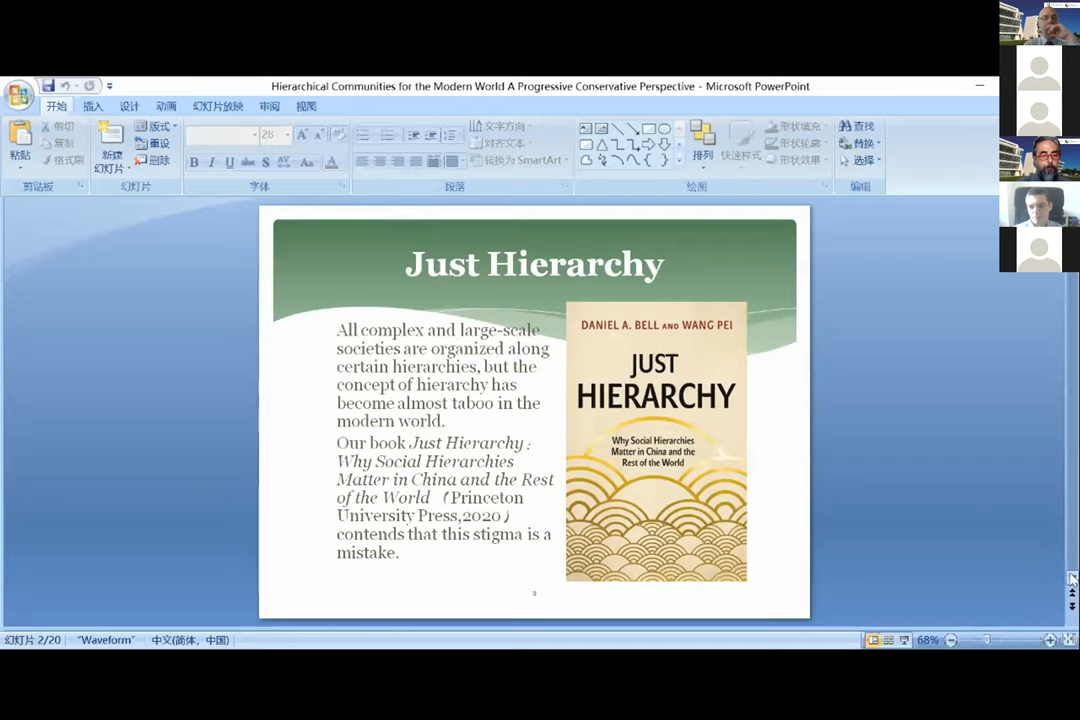 Hierarchical Communities for the Modern World A Progressive Conservative Perspective - Microsoft PowerPoint
开始 插入 设计 动画 幻灯片放映 审阅 视图
粘贴
剪切
复制
格式刷
剪贴板
新建
幻灯片
版式
重设
删除
幻灯片
28
B I U abe S AV Aa A
字体
文字方向
对齐文本
转换为 SmartArt
段落
排列
快速样式
形状填充
形状轮廓
形状效果
绘图
查找
替换
选择
编辑
Just Hierarchy
All complex and large-scale
societies are organized along
certain hierarchies, but the
concept of hierarchy has
become almost taboo in the
modern world.
Our book Just Hierarchy:
Why Social Hierarchies
Matter in China and the Rest
of the World （Princeton
University Press,2020）
contends that this stigma is a
mistake.
DANIEL A. BELL AND WANG PEI
JUST
HIERARCHY
Why Social Hierarchies
Matter in China and the
Rest of the World
幻灯片 2/20 "Waveform" 中文(简体，中国)
68%